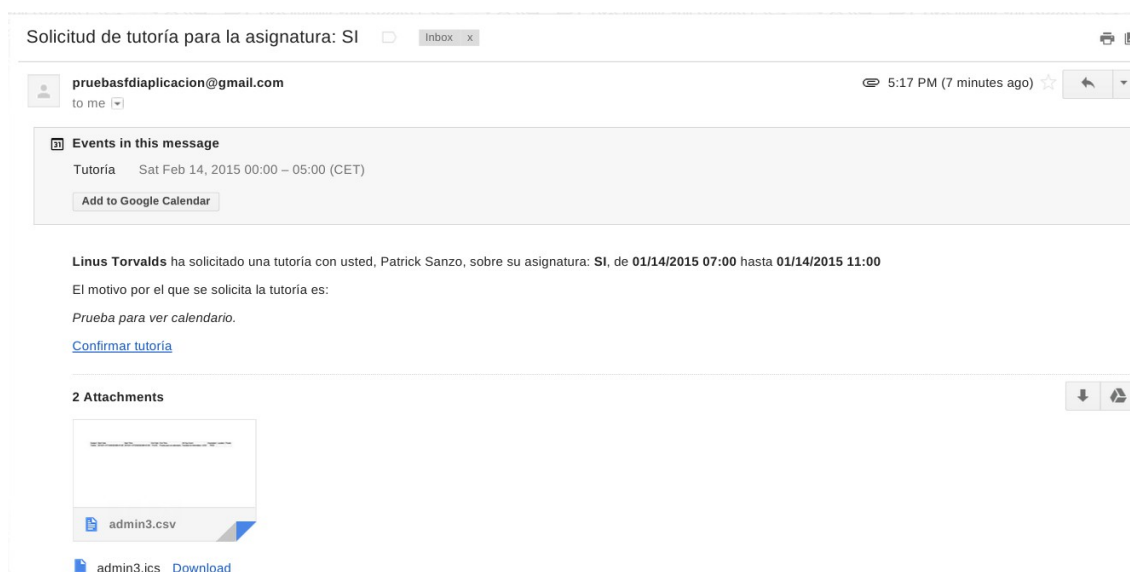 Solicitud de tutoría para la asignatura: SI Inbox x
pruebasfdiaplicacion@gmail.com 5:17 PM (7 minutes ago)
to me
31 Events in this message
Tutoría Sat Feb 14, 2015 00:00 – 05:00 (CET)
Add to Google Calendar
Linus Torvalds ha solicitado una tutoría con usted, Patrick Sanzo, sobre su asignatura: SI, de 01/14/2015 07:00 hasta 01/14/2015 11:00
El motivo por el que se solicita la tutoría es:
Prueba para ver calendario.
Confirmar tutoría
2 Attachments
admin3.csv
admin3.ics Download